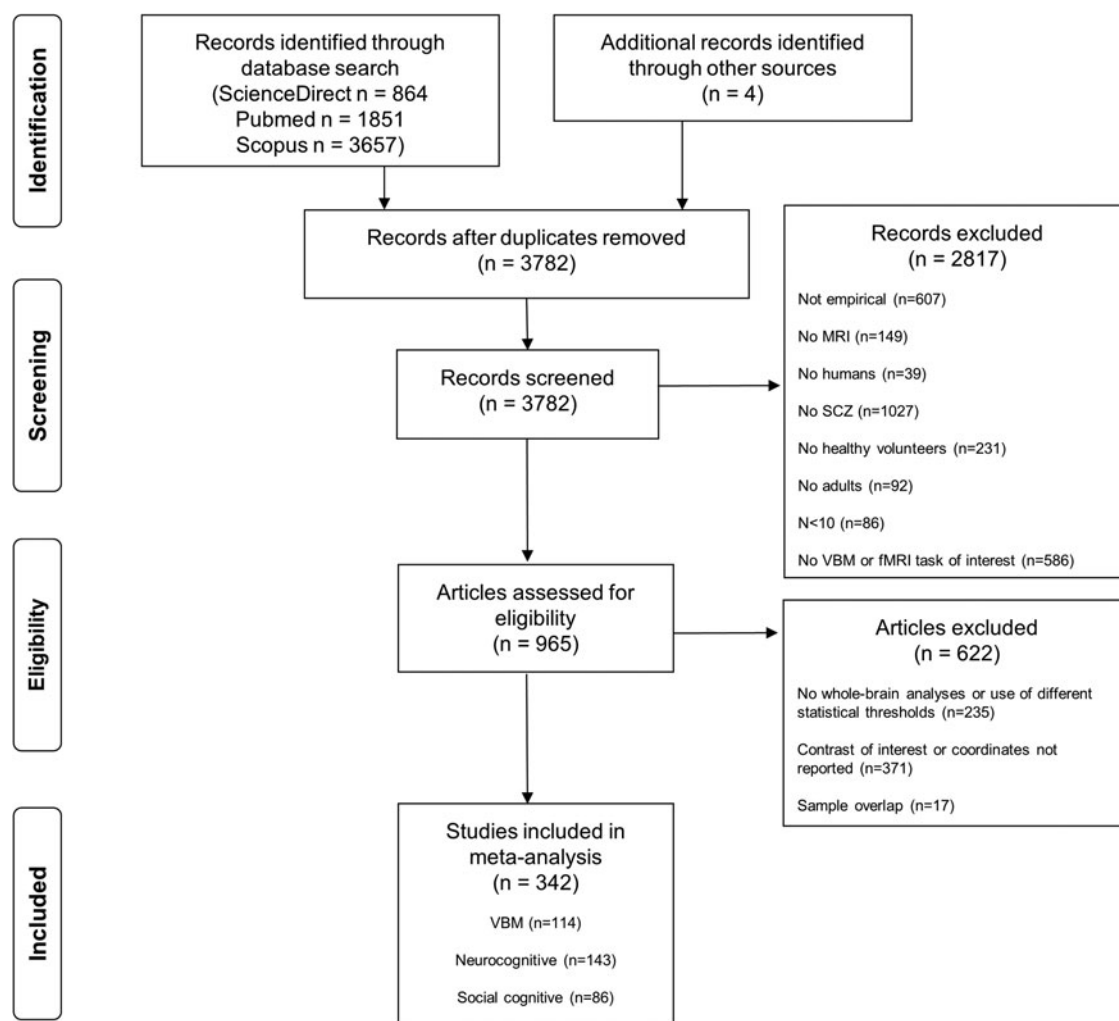 Identification
Records identified through
database search
(ScienceDirect n = 864
Pubmed n = 1851
Scopus n = 3657)
Additional records identified
through other sources
(n = 4)
Records after duplicates removed
(n = 3782)
Screening
Records screened
(n = 3782)
Records excluded
(n = 2817)
Not empirical (n=607)
No MRI (n=149)
No humans (n=39)
No SCZ (n=1027)
No healthy volunteers (n=231)
No adults (n=92)
N<10 (n=86)
No VBM or fMRI task of interest (n=586)
Eligibility
Articles assessed for
eligibility
(n = 965)
Articles excluded
(n = 622)
No whole-brain analyses or use of different
statistical thresholds (n=235)
Contrast of interest or coordinates not
reported (n=371)
Sample overlap (n=17)
Included
Studies included in
meta-analysis
(n = 342)
VBM (n=114)
Neurocognitive (n=143)
Social cognitive (n=86)